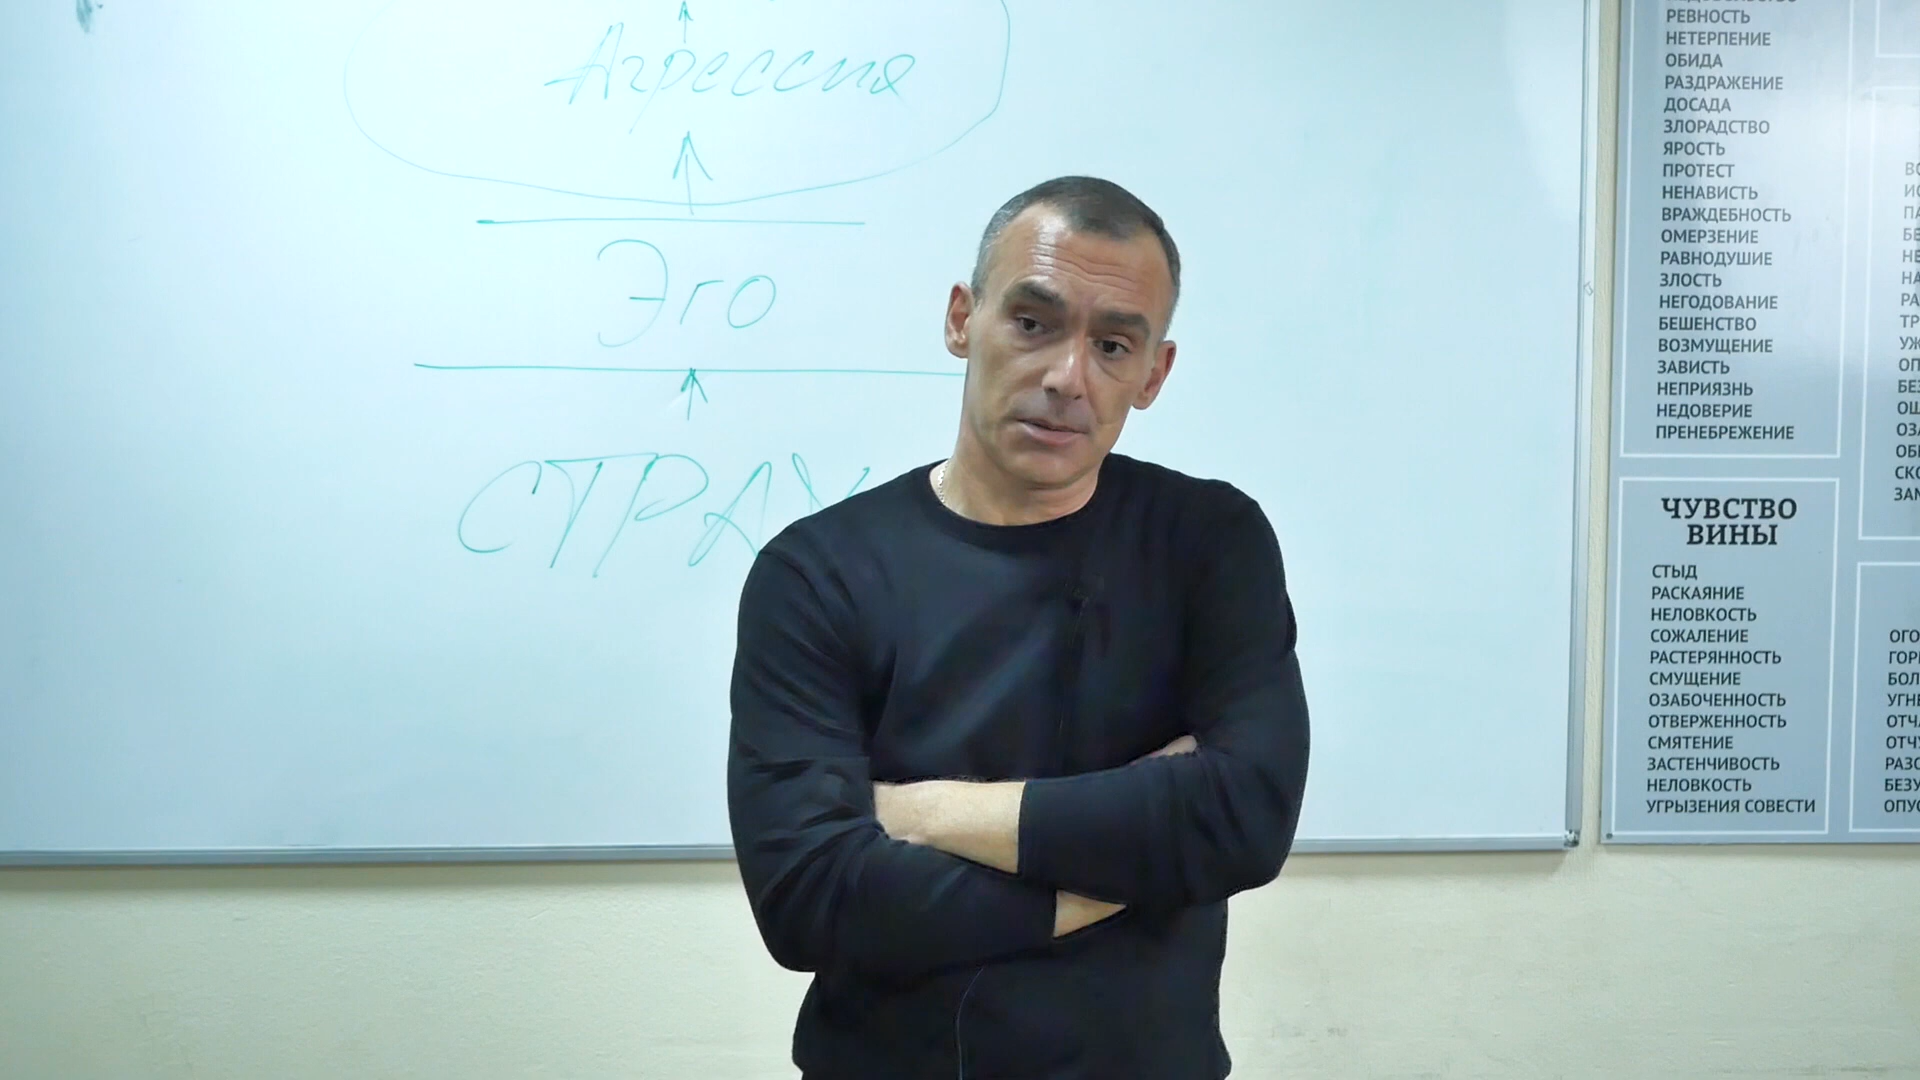 Агрессия
Эго
СТРАХ
РЕВНОСТЬ
НЕТЕРПЕНИЕ
ОБИДА
РАЗДРАЖЕНИЕ
ДОСАДА
ЗЛОРАДСТВО
ЯРОСТЬ
ПРОТЕСТ
НЕНАВИСТЬ
ВРАЖДЕБНОСТЬ
ОМЕРЗЕНИЕ
РАВНОДУШИЕ
ЗЛОСТЬ
НЕГОДОВАНИЕ
БЕШЕНСТВО
ВОЗМУЩЕНИЕ
ЗАВИСТЬ
НЕПРИЯЗНЬ
НЕДОВЕРИЕ
ПРЕНЕБРЕЖЕНИЕ
ЧУВСТВО
ВИНЫ
СТЫД
РАСКАЯНИЕ
НЕЛОВКОСТЬ
СОЖАЛЕНИЕ
РАСТЕРЯННОСТЬ
СМУЩЕНИЕ
ОЗАБОЧЕННОСТЬ
ОТВЕРЖЕННОСТЬ
СМЯТЕНИЕ
ЗАСТЕНЧИВОСТЬ
НЕЛОВКОСТЬ
УГРЫЗЕНИЯ СОВЕСТИ